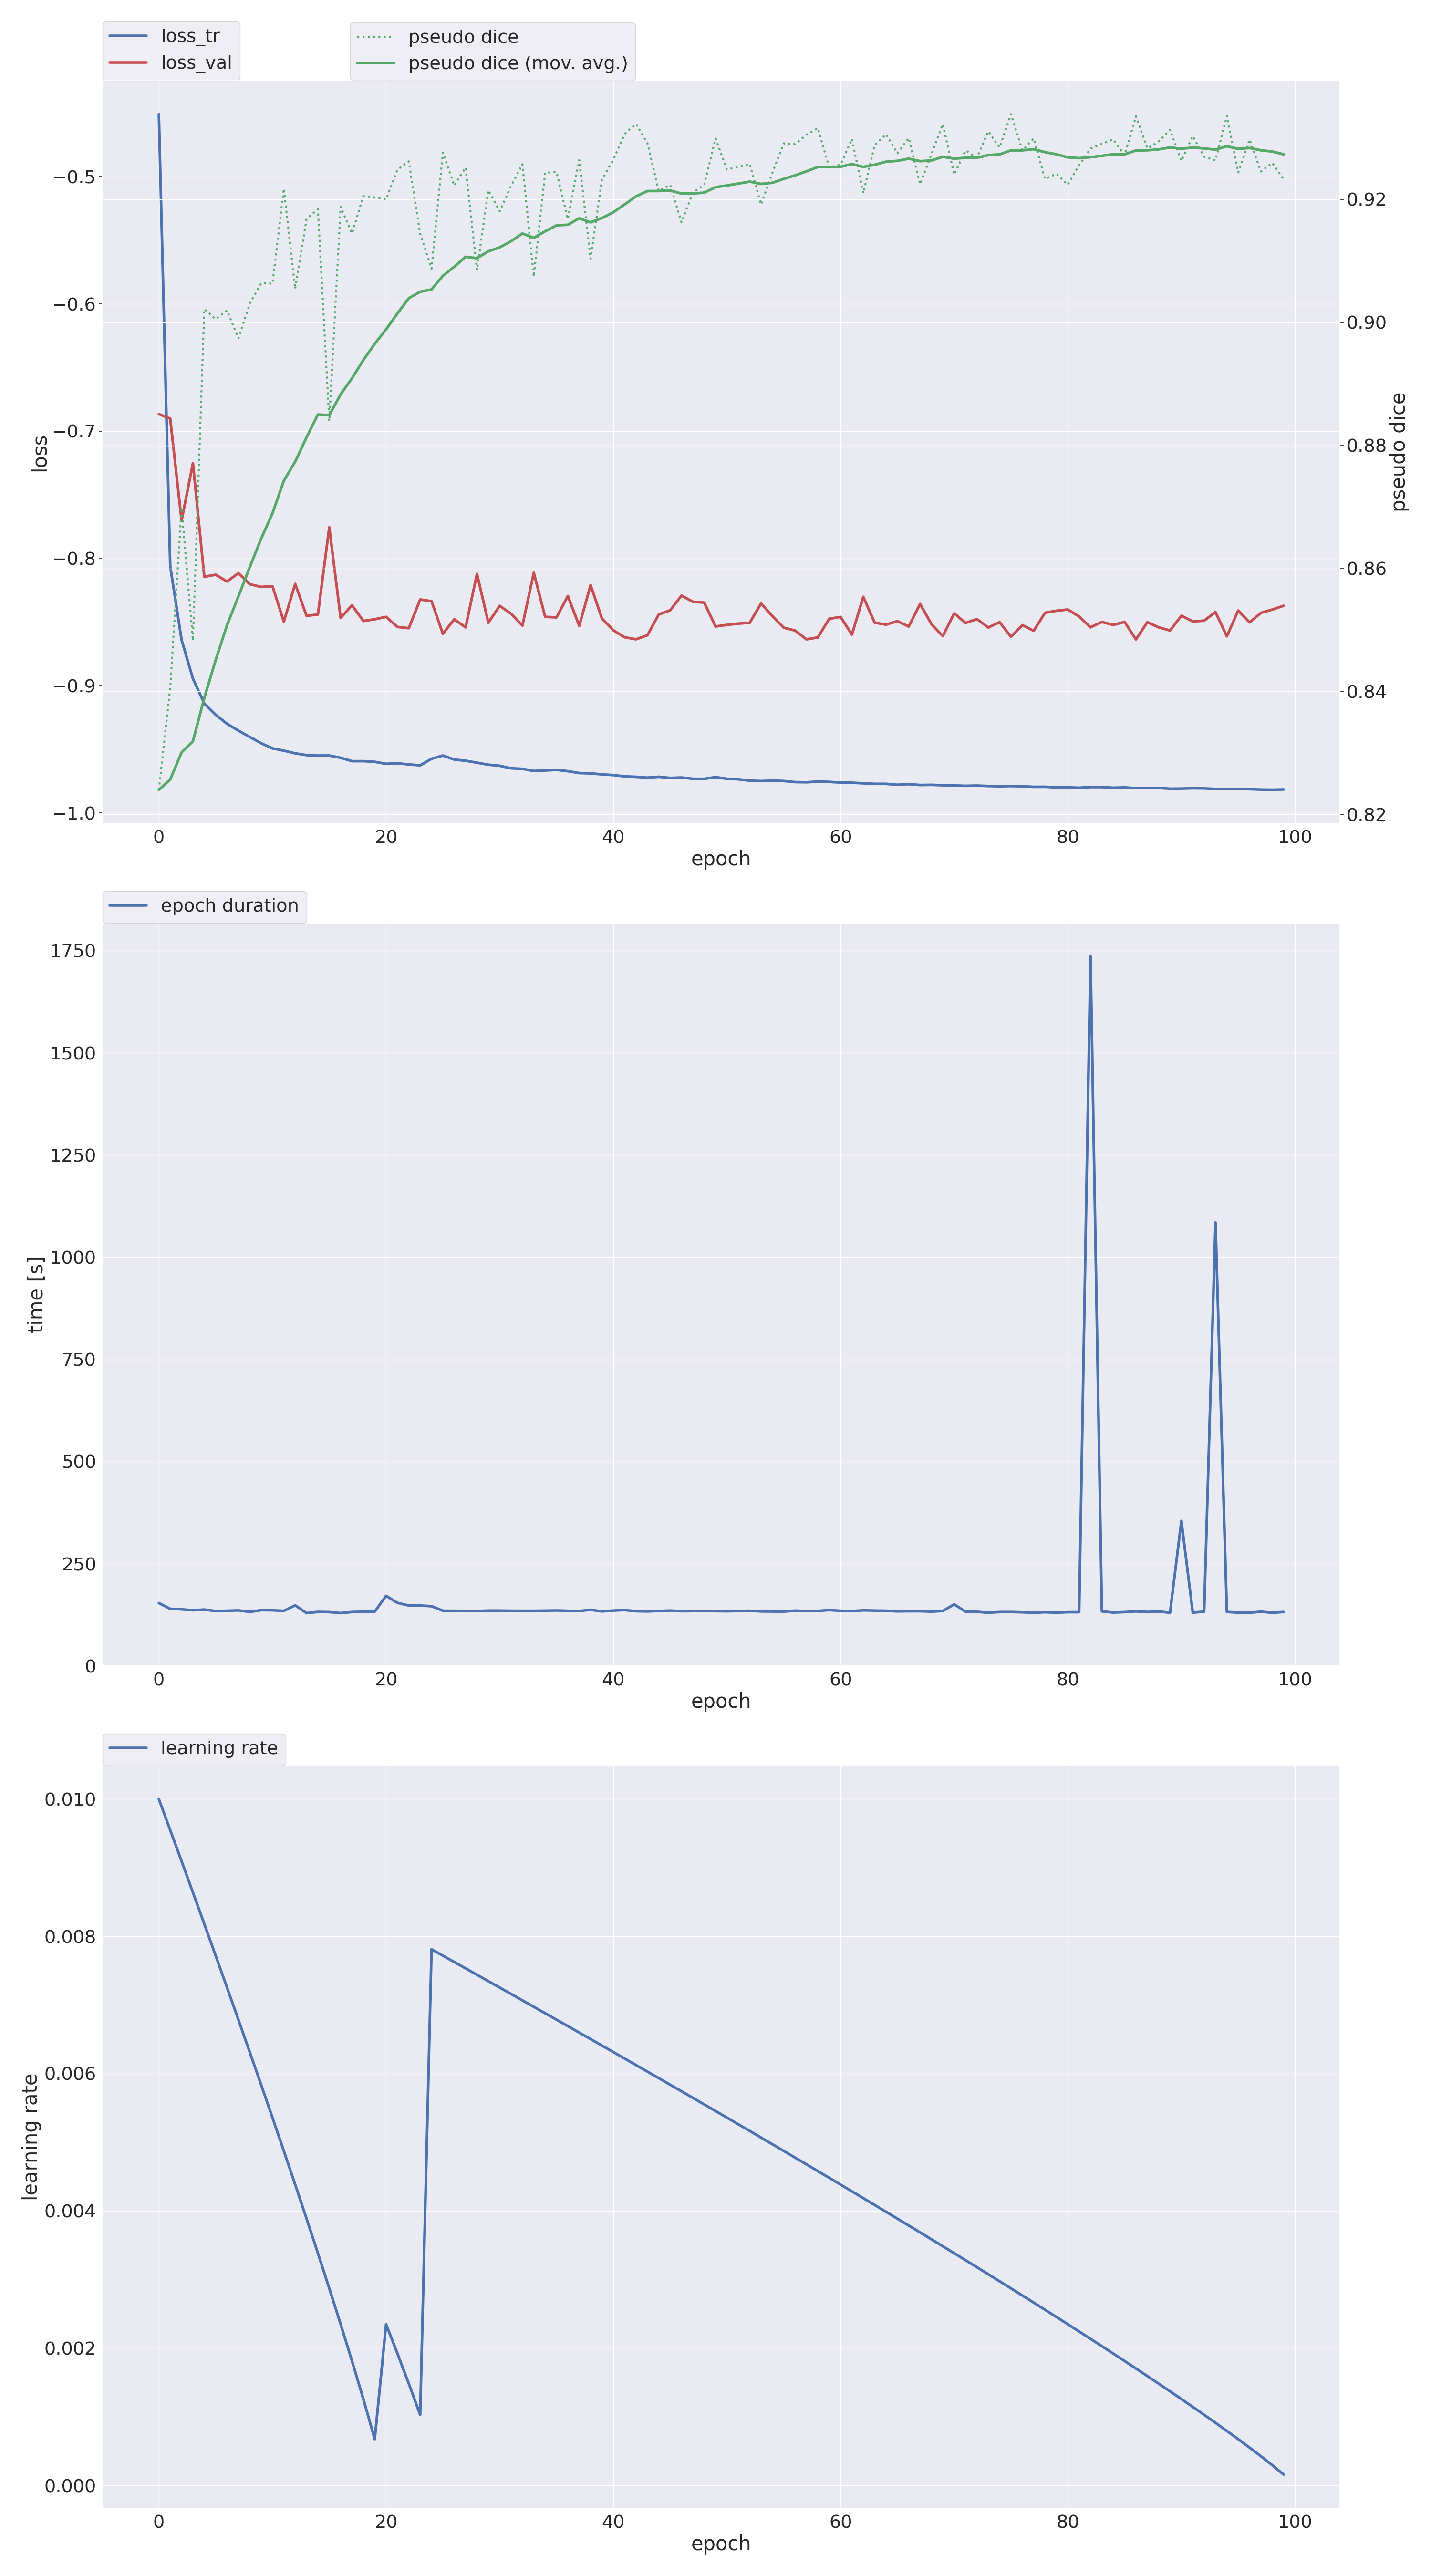 loss_tr
loss_val
pseudo dice
pseudo dice (mov. avg.)
−0.5
−0.6
−0.7
−0.8
−0.9
−1.0
loss
0.92
0.90
0.88
0.86
0.84
0.82
pseudo dice
0 20 40 60 80 100
epoch
epoch duration
1750
1500
1250
1000
750
500
250
0
time [s]
0 20 40 60 80 100
epoch
learning rate
0.010
0.008
0.006
0.004
0.002
0.000
learning rate
0 20 40 60 80 100
epoch